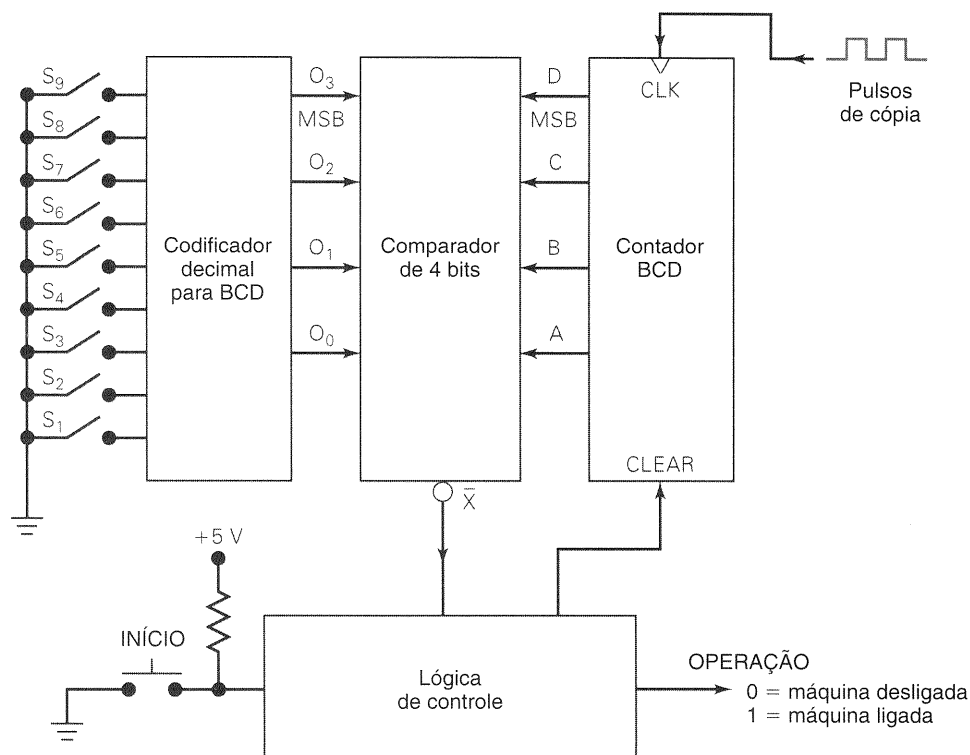 S9
S8
S7
S6
S5
S4
S3
S2
S1
Codificador
decimal
para BCD
O3
MSB
O2
O1
O0
Comparador
de 4 bits
D
MSB
C
B
A
CLK
Contador
BCD
CLEAR
Pulsos
de cópia
X̅
+5 V
INÍCIO
Lógica
de controle
OPERAÇÃO
0 = máquina desligada
1 = máquina ligada